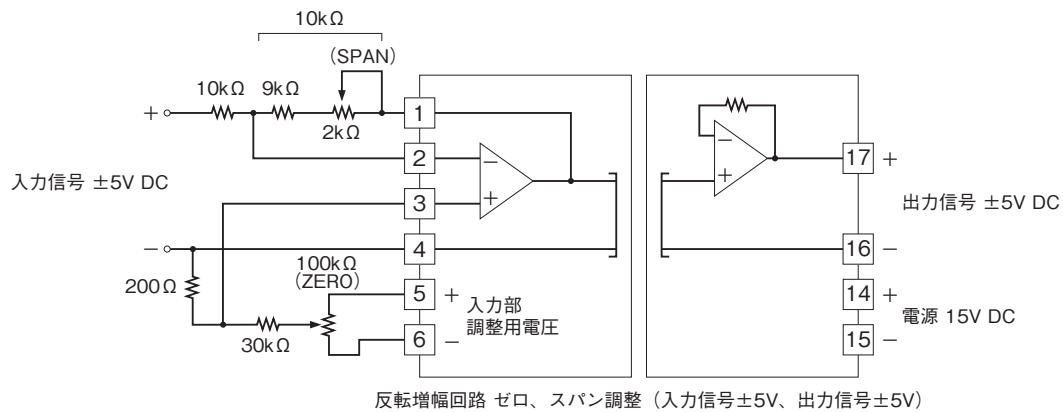 10kΩ
(SPAN)
10kΩ
9kΩ
2kΩ
+
1
2
3
4
5
6
−
+
入力信号 ±5V DC
−
200Ω
100kΩ
(ZERO)
30kΩ
+
−
入力部
調整用電圧
−
+
17
+
出力信号 ±5V DC
16
−
14
+
電源 15V DC
15
−
反転増幅回路 ゼロ、スパン調整（入力信号±5V、出力信号±5V）